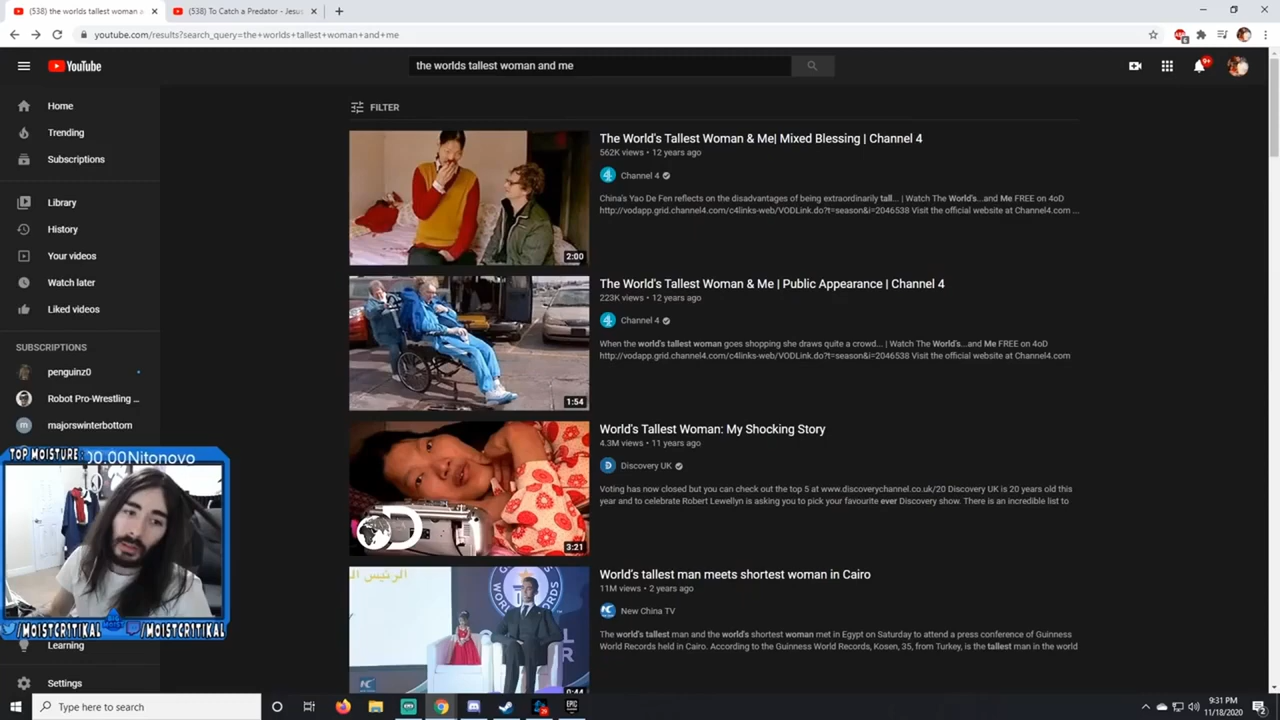 (538) the worlds tallest woman a
(538) To Catch a Predator - Jesus
youtube.com/results?search_query=the+worlds+tallest+woman+and+me
YouTube
the worlds tallest woman and me
9+
Home
Trending
Subscriptions
Library
History
Your videos
Watch later
Liked videos
SUBSCRIPTIONS
penguinz0
Robot Pro-Wrestling ...
majorswinterbottom
Learning
Settings
FILTER
2:00
The World's Tallest Woman & Me| Mixed Blessing | Channel 4
562K views • 12 years ago
Channel 4
China's Yao De Fen reflects on the disadvantages of being extraordinarily tall... | Watch The World's...and Me FREE on 4oD
http://vodapp.grid.channel4.com/c4links-web/VODLink.do?t=season&i=2046538 Visit the official website at Channel4.com ...
1:54
The World's Tallest Woman & Me | Public Appearance | Channel 4
223K views • 12 years ago
Channel 4
When the world's tallest woman goes shopping she draws quite a crowd... | Watch The World's...and Me FREE on 4oD
http://vodapp.grid.channel4.com/c4links-web/VODLink.do?t=season&i=2046538 Visit the official website at Channel4.com
3:21
World's Tallest Woman: My Shocking Story
4.3M views • 11 years ago
Discovery UK
Voting has now closed but you can check out the top 5 at www.discoverychannel.co.uk/20 Discovery UK is 20 years old this
year and to celebrate Robert Lewellyn is asking you to pick your favourite ever Discovery show. There is an incredible list to
0:44
World's tallest man meets shortest woman in Cairo
11M views • 2 years ago
New China TV
The world's tallest man and the world's shortest woman met in Egypt on Saturday to attend a press conference of Guinness
World Records held in Cairo. According to the Guinness World Records, Kosen, 35, from Turkey, is the tallest man in the world
TOP MOISTURE:
00.00Nitonovo
/MOISTCRITIKAL
/MOISTCRITIKAL
Type here to search
EPIC
9:31 PM
11/18/2020
2